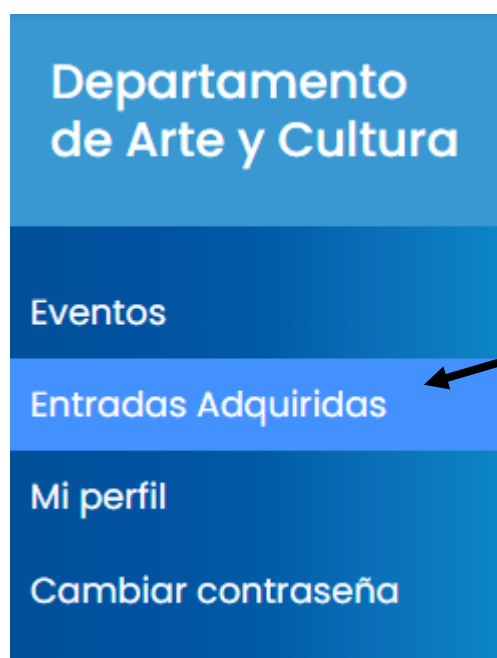 Departamento
de Arte y Cultura
Eventos
Entradas Adquiridas
Mi perfil
Cambiar contraseña